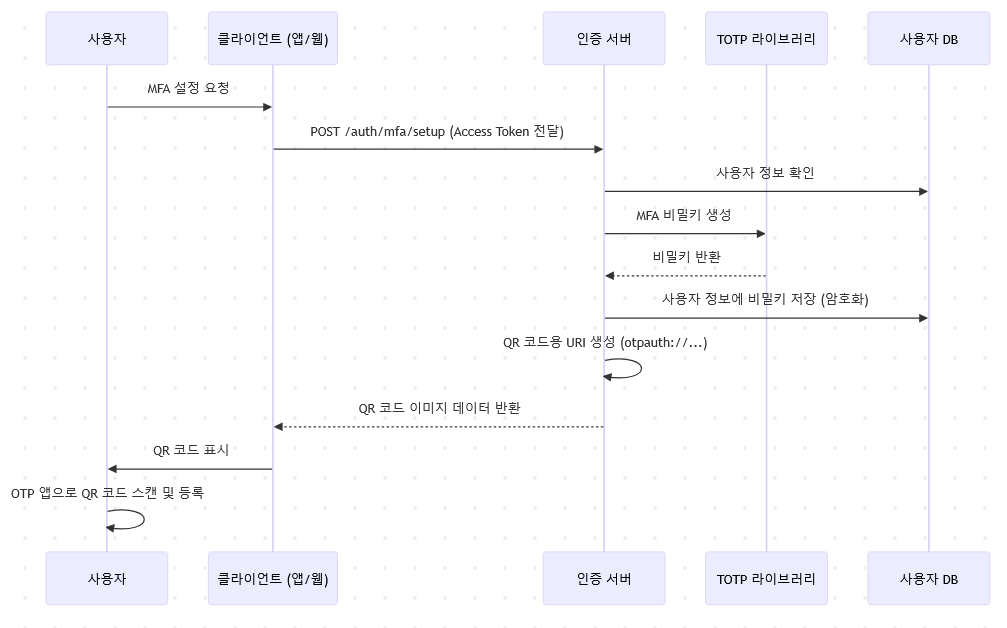 사용자
클라이언트 (앱/웹)
인증 서버
TOTP 라이브러리
사용자 DB
MFA 설정 요청
POST /auth/mfa/setup (Access Token 전달)
사용자 정보 확인
MFA 비밀키 생성
비밀키 반환
사용자 정보에 비밀키 저장 (암호화)
QR 코드용 URI 생성 (otpauth://...)
QR 코드 이미지 데이터 반환
QR 코드 표시
OTP 앱으로 QR 코드 스캔 및 등록
사용자
클라이언트 (앱/웹)
인증 서버
TOTP 라이브러리
사용자 DB